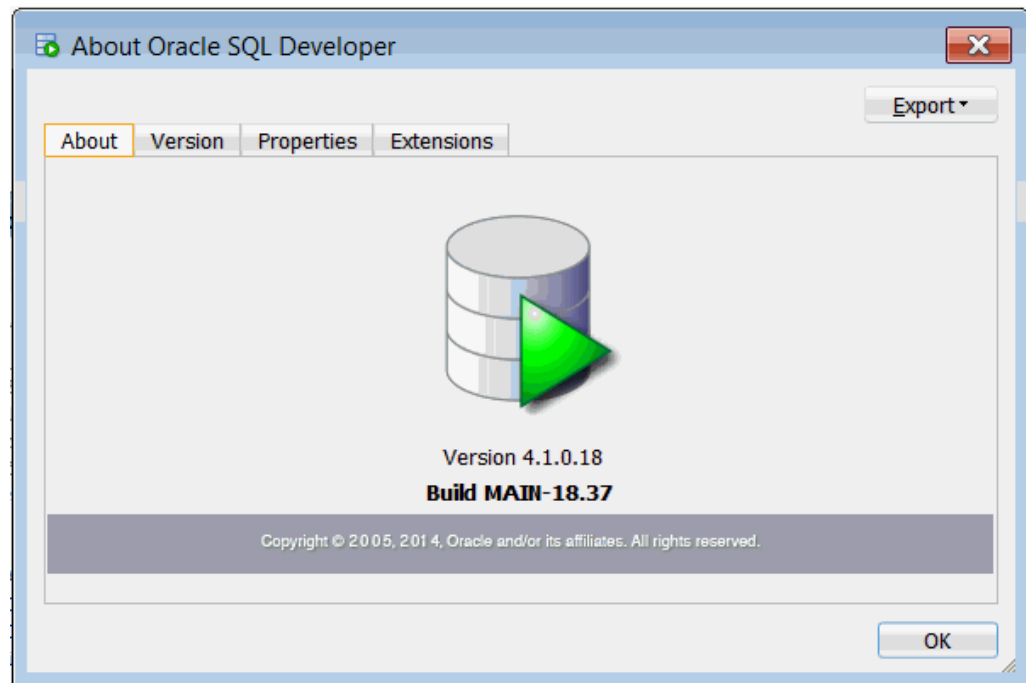 About Oracle SQL Developer
Export
About Version Properties Extensions
Version 4.1.0.18
Build MAIN-18.37
Copyright © 2005, 2014, Oracle and/or its affiliates. All rights reserved.
OK